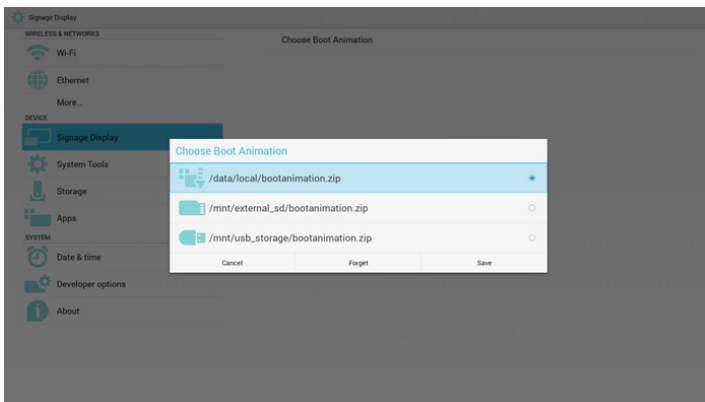 Signage Display
WIRELESS & NETWORKS
Choose Boot Animation
Wi-Fi
Ethernet
More...
DEVICE
Signage Display
System Tools
Storage
Apps
SYSTEM
Date & time
Developer options
About
Choose Boot Animation
/data/local/bootanimation.zip
/mnt/external_sd/bootanimation.zip
/mnt/usb_storage/bootanimation.zip
Cancel Forget Save